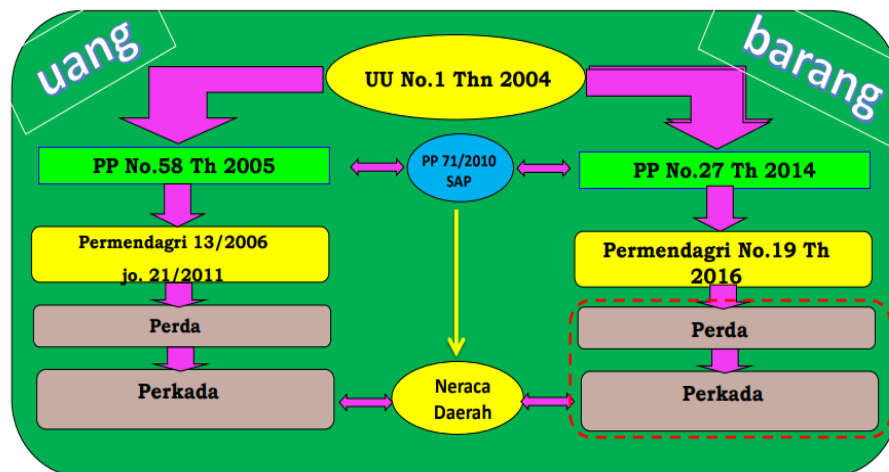 uang
barang
UU No.1 Thn 2004
PP No.58 Th 2005
PP 71/2010
SAP
PP No.27 Th 2014
Permendagri 13/2006
jo. 21/2011
Permendagri No.19 Th
2016
Perda
Perda
Perkada
Neraca
Daerah
Perkada